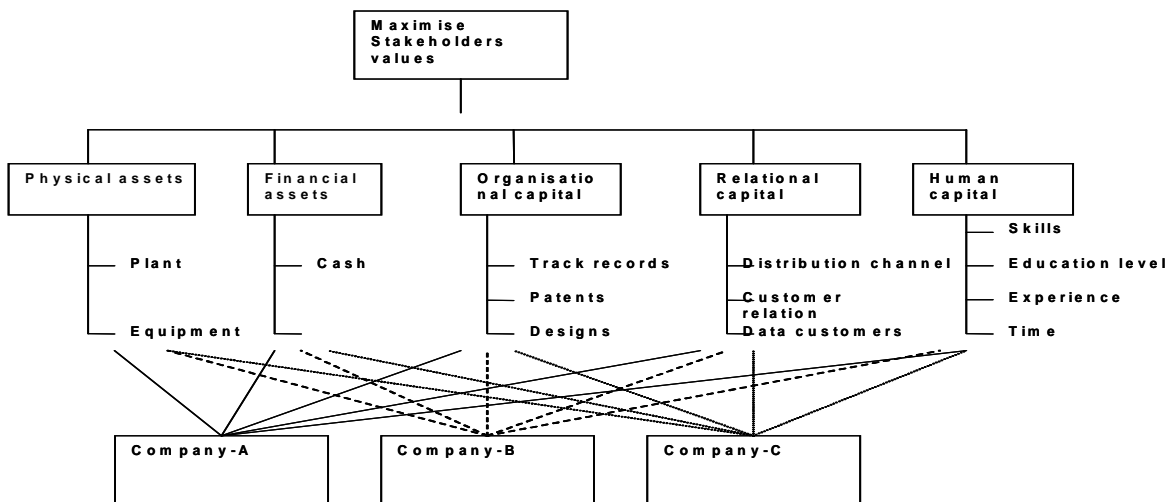 Maximise
Stakeholders
values
Physical assets
Financial
assets
Organisatio
nal capital
Relational
capital
Human
capital
Skills
Plant
Cash
Track records
Distribution channel
Education level
Patents
Customer
relation
Experience
Equipment
Designs
Data customers
Time
Company-A
Company-B
Company-C